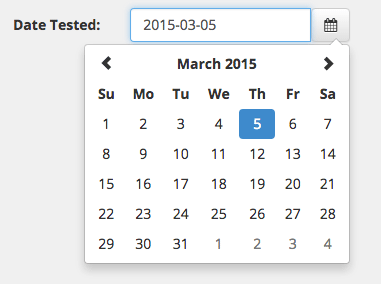 Date Tested: 2015-03-05
March 2015
Su Mo Tu We Th Fr Sa
1 2 3 4 5 6 7
8 9 10 11 12 13 14
15 16 17 18 19 20 21
22 23 24 25 26 27 28
29 30 31 1 2 3 4